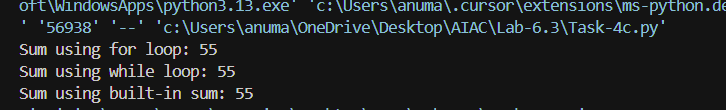 oft\WindowsApps\python3.13.exe' 'c:\Users\anuma\.cursor\extensions\ms-python.de
' '56938' '--' 'c:\Users\anuma\OneDrive\Desktop\AIAC\Lab-6.3\Task-4c.py'
Sum using for loop: 55
Sum using while loop: 55
Sum using built-in sum: 55